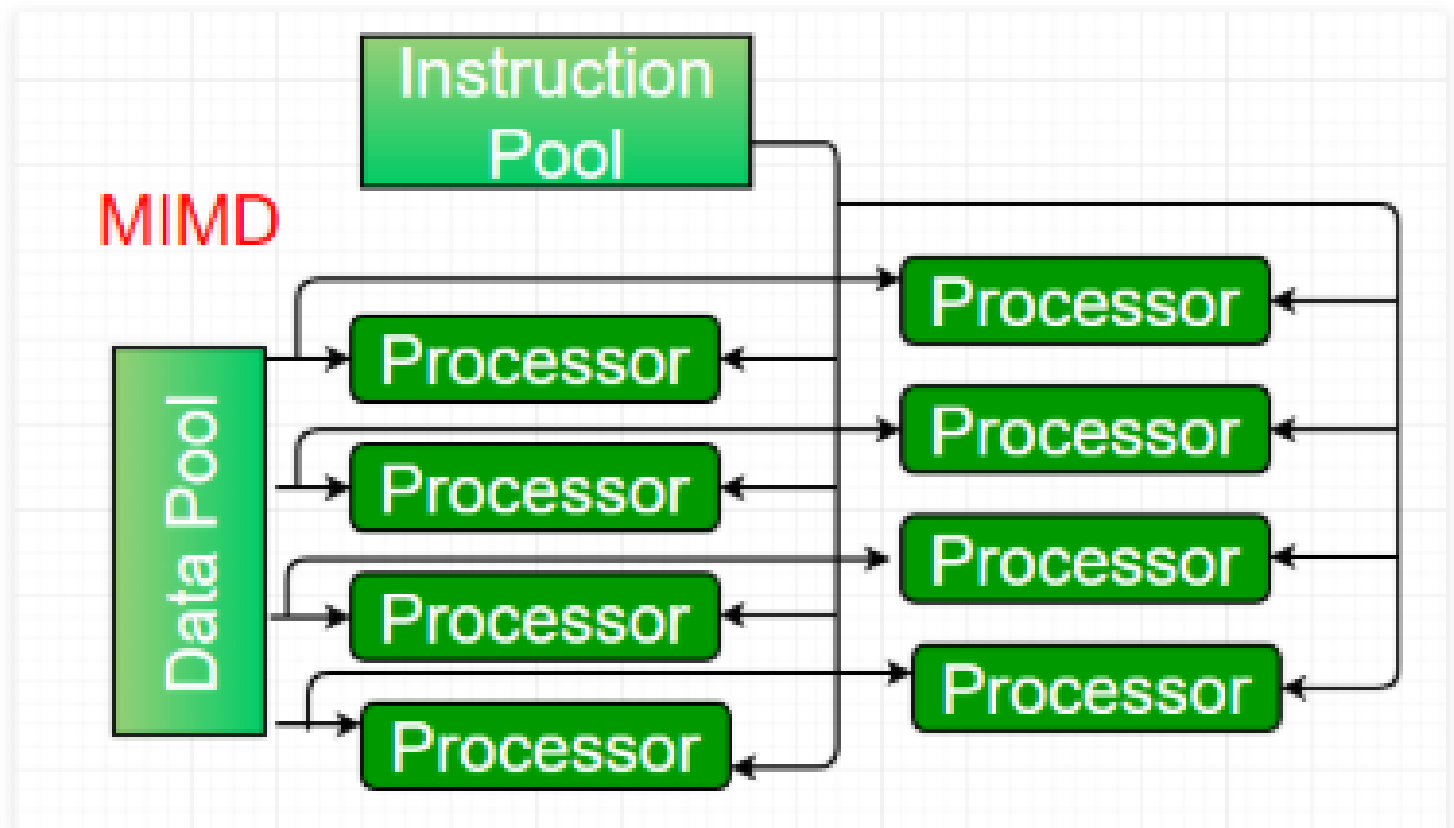 Instruction
Pool
MIMD
Processor
Processor
Processor
Processor
Data Pool
Processor
Processor
Processor
Processor